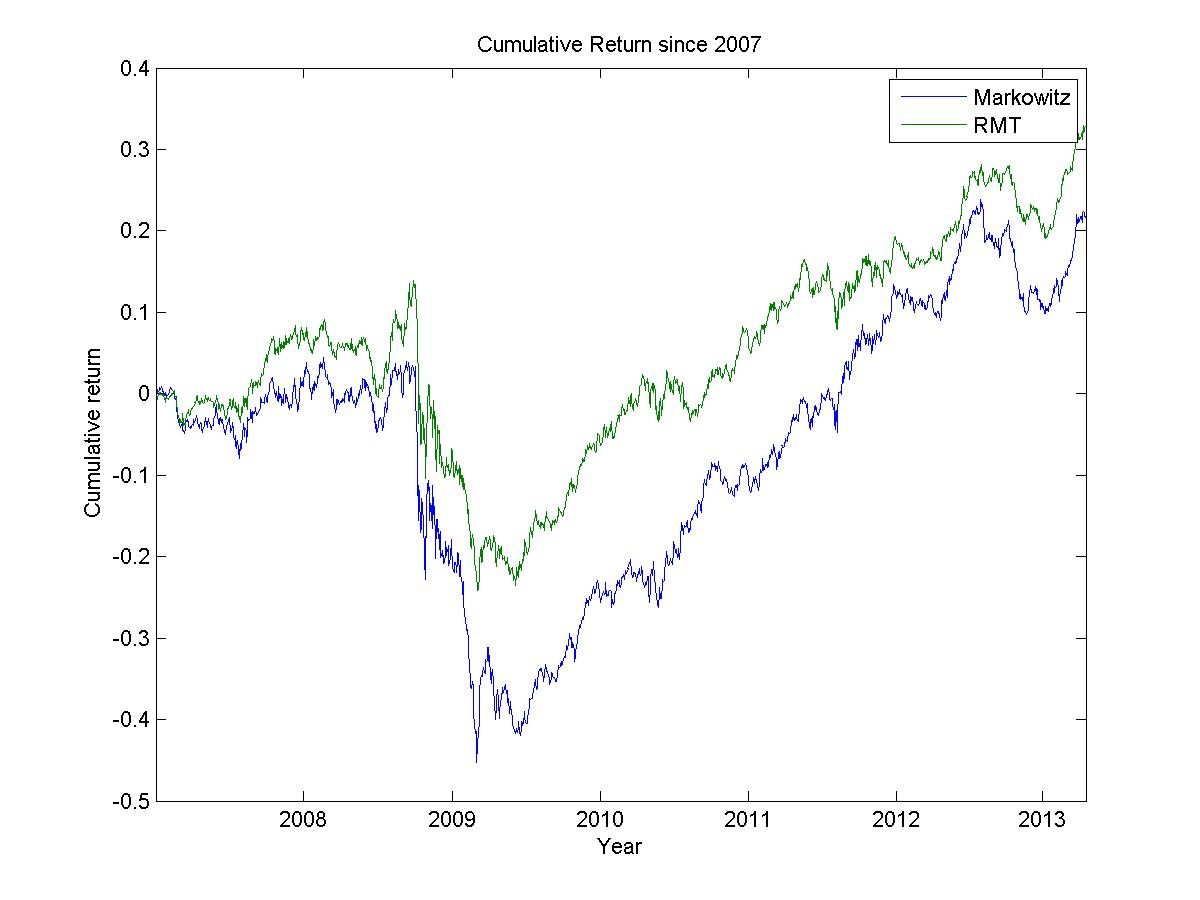 Cumulative Return since 2007
Markowitz
RMT
0.4
0.3
0.2
0.1
0
-0.1
-0.2
-0.3
-0.4
-0.5
Cumulative return
2008 2009 2010 2011 2012 2013
Year